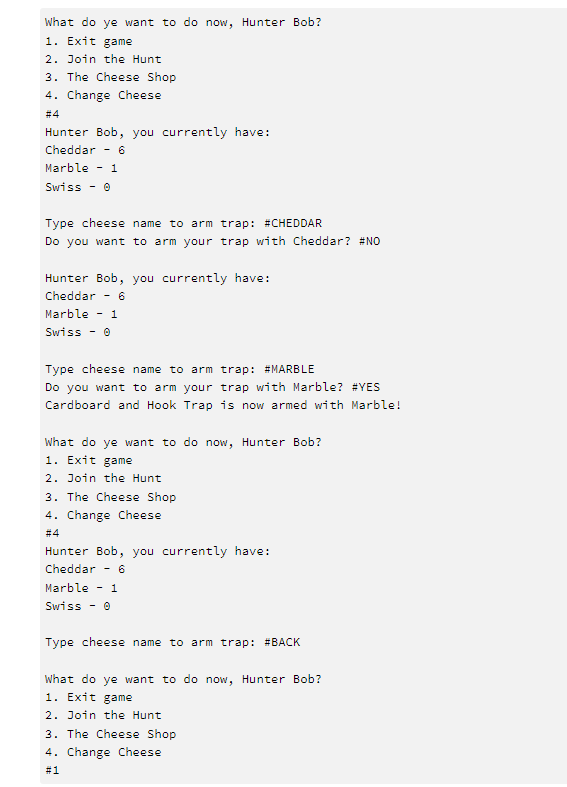 What do ye want to do now, Hunter Bob?
1. Exit game
2. Join the Hunt
3. The Cheese Shop
4. Change Cheese
#4
Hunter Bob, you currently have:
Cheddar - 6
Marble - 1
Swiss - 0
Type cheese name to arm trap: #CHEDDAR
Do you want to arm your trap with Cheddar? #NO
Hunter Bob, you currently have:
Cheddar - 6
Marble - 1
Swiss - 0
Type cheese name to arm trap: #MARBLE
Do you want to arm your trap with Marble? #YES
Cardboard and Hook Trap is now armed with Marble!
What do ye want to do now, Hunter Bob?
1. Exit game
2. Join the Hunt
3. The Cheese Shop
4. Change Cheese
#4
Hunter Bob, you currently have:
Cheddar - 6
Marble - 1
Swiss - 0
Type cheese name to arm trap: #BACK
What do ye want to do now, Hunter Bob?
1. Exit game
2. Join the Hunt
3. The Cheese Shop
4. Change Cheese
#1